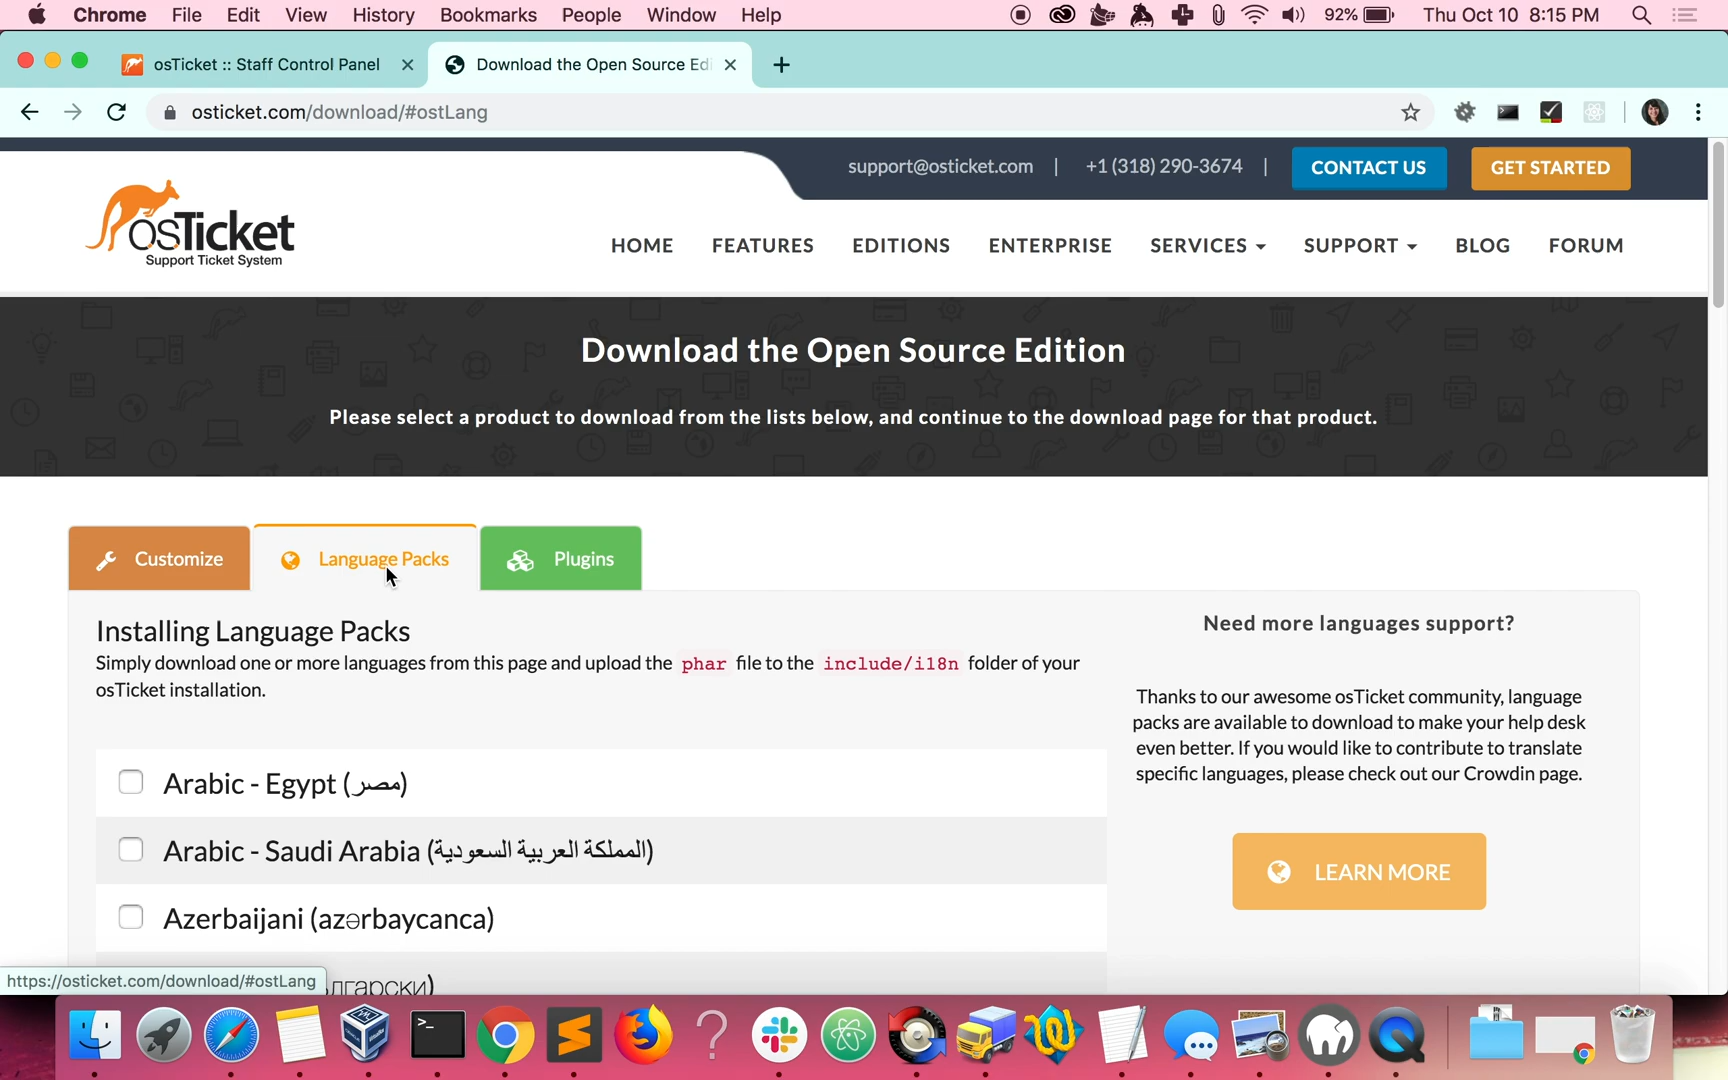 Chrome File Edit View History Bookmarks People Window Help 92% Thu Oct 10 8:15 PM
osTicket :: Staff Control Panel Download the Open Source Edi
osticket.com/download/#ostLang
support@osticket.com | +1 (318) 290-3674 | CONTACT US GET STARTED
osTicket
Support Ticket System
HOME FEATURES EDITIONS ENTERPRISE SERVICES SUPPORT BLOG FORUM
Download the Open Source Edition
Please select a product to download from the lists below, and continue to the download page for that product.
Customize Language Packs Plugins
Installing Language Packs
Simply download one or more languages from this page and upload the phar file to the include/i18n folder of your
osTicket installation.
Arabic - Egypt (مصر)
Arabic - Saudi Arabia (المملكة العربية السعودية)
Azerbaijani (azərbaycanca)
лгарски)
Need more languages support?
Thanks to our awesome osTicket community, language
packs are available to download to make your help desk
even better. If you would like to contribute to translate
specific languages, please check out our Crowdin page.
LEARN MORE
https://osticket.com/download/#ostLang